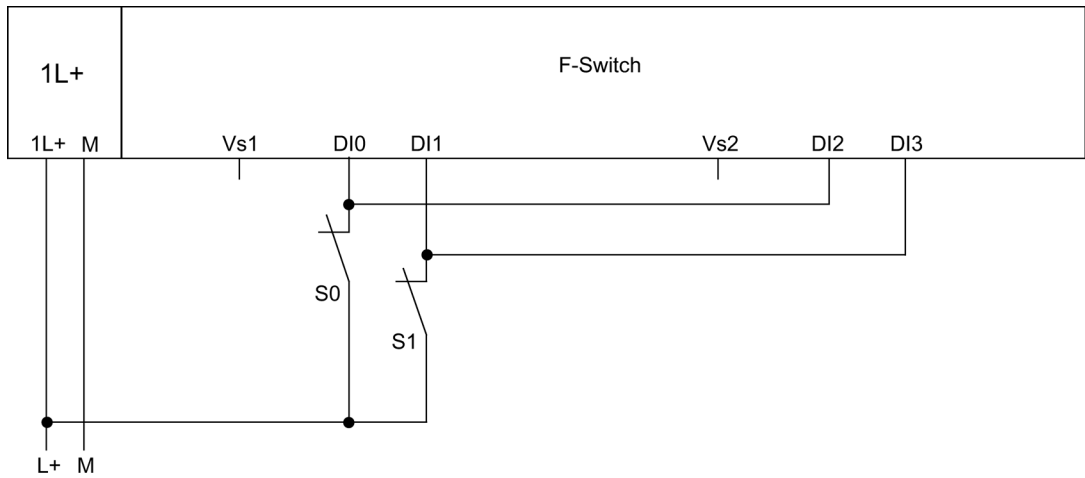 1L+
F-Switch
1L+ M Vs1 DI0 DI1 Vs2 DI2 DI3
S0
S1
L+ M